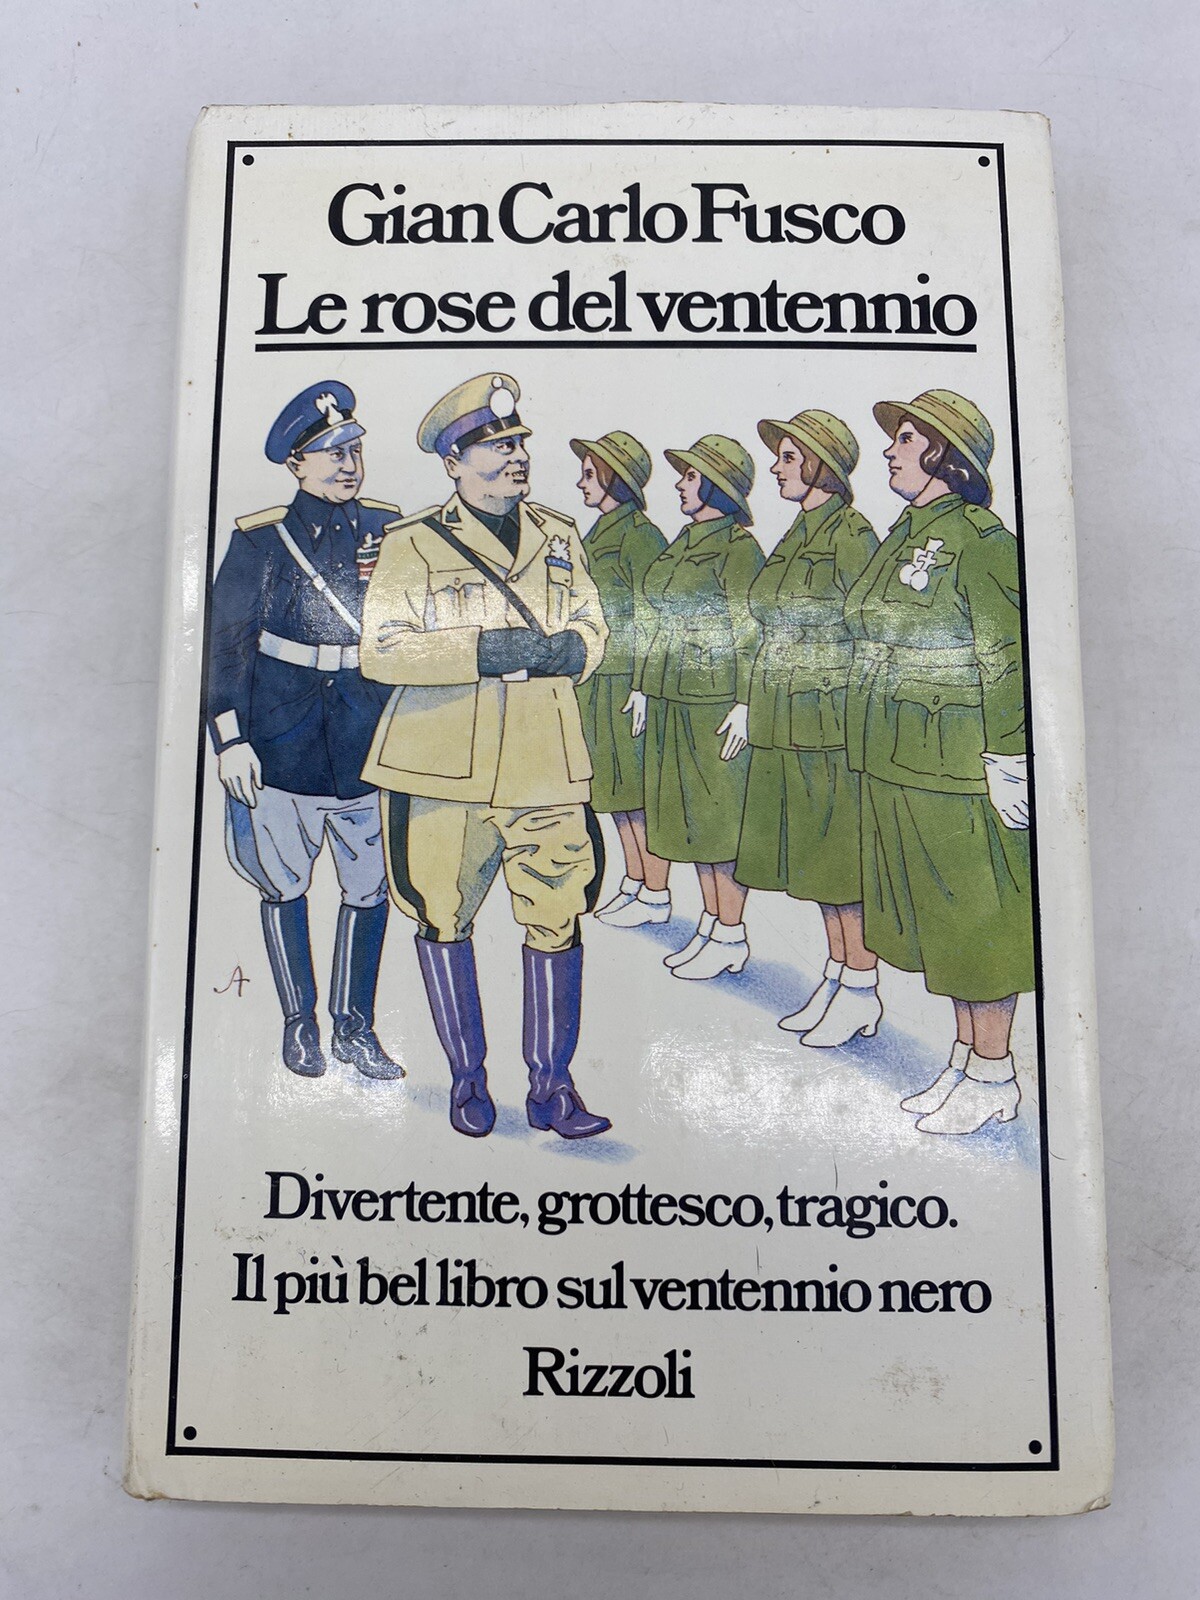 Gian Carlo Fusco
Le rose del ventennio
A
Divertente, grottesco, tragico.
Il più bel libro sul ventennio nero
Rizzoli